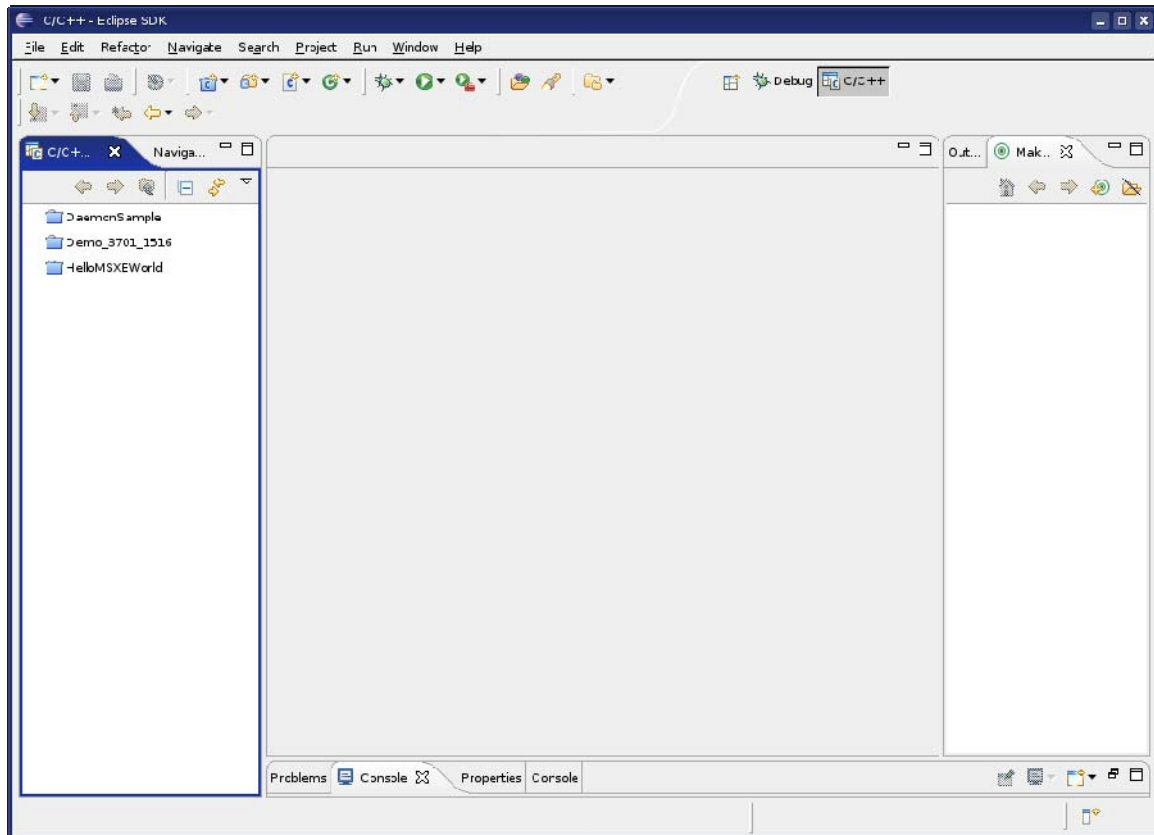 C/C++ - Eclipse SDK
File Edit Refactor Navigate Search Project Run Window Help
Debug C/C++
C/C+... Naviga...
Out... Mak...
DaemonSample
Demo_3701_1516
HelloMSXEWorld
Problems Console Properties Console